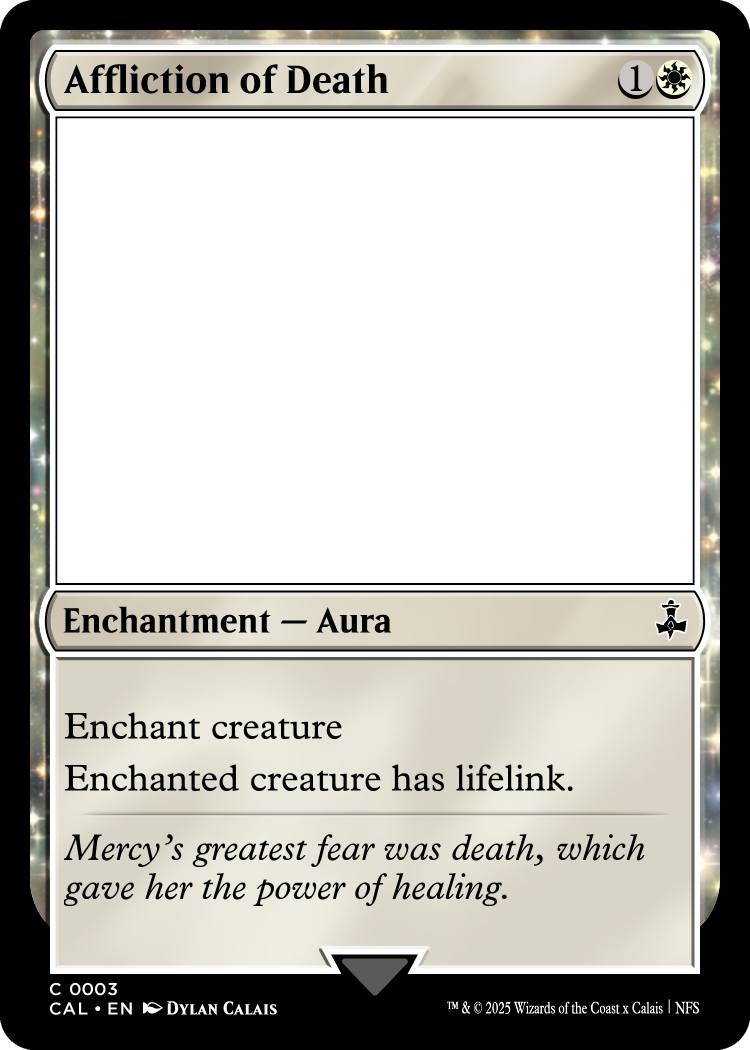 Affliction of Death 1
Enchantment — Aura
Enchant creature
Enchanted creature has lifelink.
Mercy's greatest fear was death, which
gave her the power of healing.
C 0003
CAL • EN Dylan Calais
™ & © 2025 Wizards of the Coast x Calais | NFS